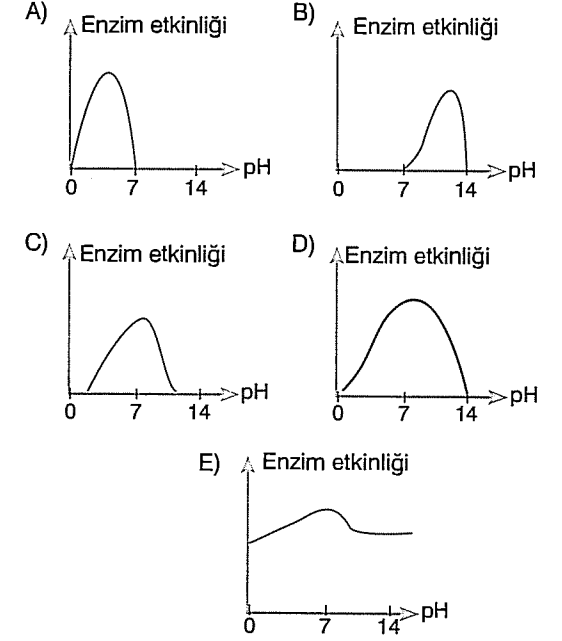 A) Enzim etkinliği
pH
0 7 14
B) Enzim etkinliği
pH
0 7 14
C) Enzim etkinliği
pH
0 7 14
D) Enzim etkinliği
pH
0 7 14
E) Enzim etkinliği
pH
0 7 14